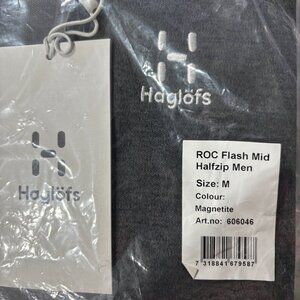 Haglöfs
Haglöfs
ROC Flash Mid
Halfzip Men
Size: M
Colour:
Magnetite
Art.no: 606046
7 318841 679587